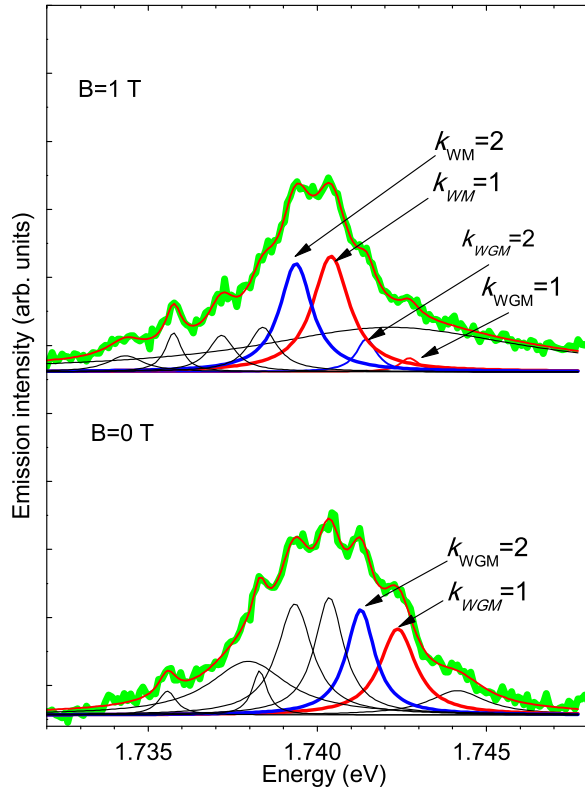 B=1 T
k_WM=2
k_WM=1
k_WGM=2
k_WGM=1
B=0 T
k_WGM=2
k_WGM=1
Emission intensity (arb. units)
1.735 1.740 1.745
Energy (eV)